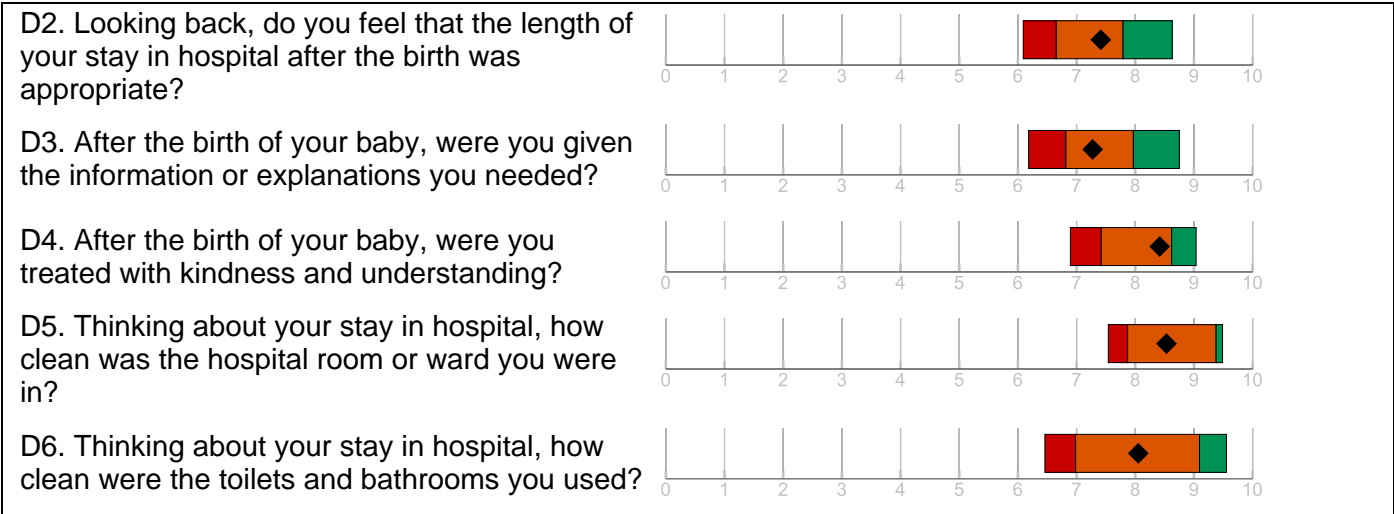 D2. Looking back, do you feel that the length of
your stay in hospital after the birth was
appropriate?
0 1 2 3 4 5 6 7 8 9 10
D3. After the birth of your baby, were you given
the information or explanations you needed?
0 1 2 3 4 5 6 7 8 9 10
D4. After the birth of your baby, were you
treated with kindness and understanding?
0 1 2 3 4 5 6 7 8 9 10
D5. Thinking about your stay in hospital, how
clean was the hospital room or ward you were
in?
0 1 2 3 4 5 6 7 8 9 10
D6. Thinking about your stay in hospital, how
clean were the toilets and bathrooms you used?
0 1 2 3 4 5 6 7 8 9 10